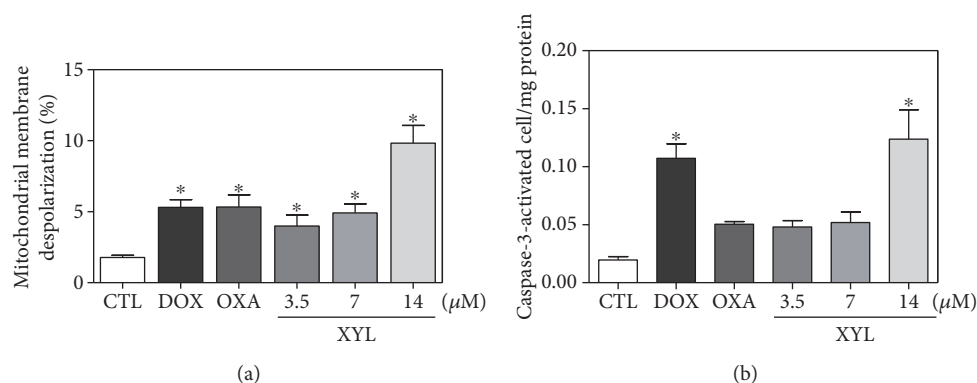 Mitochondrial membrane
despolarization (%)
15
10
5
0
*
*
*
*
*
CTL
DOX
OXA
3.5
7
14
(μM)
XYL
(a)
Caspase-3-activated cell/mg protein
0.20
0.15
0.10
0.05
0.00
*
*
CTL
DOX
OXA
3.5
7
14
(μM)
XYL
(b)